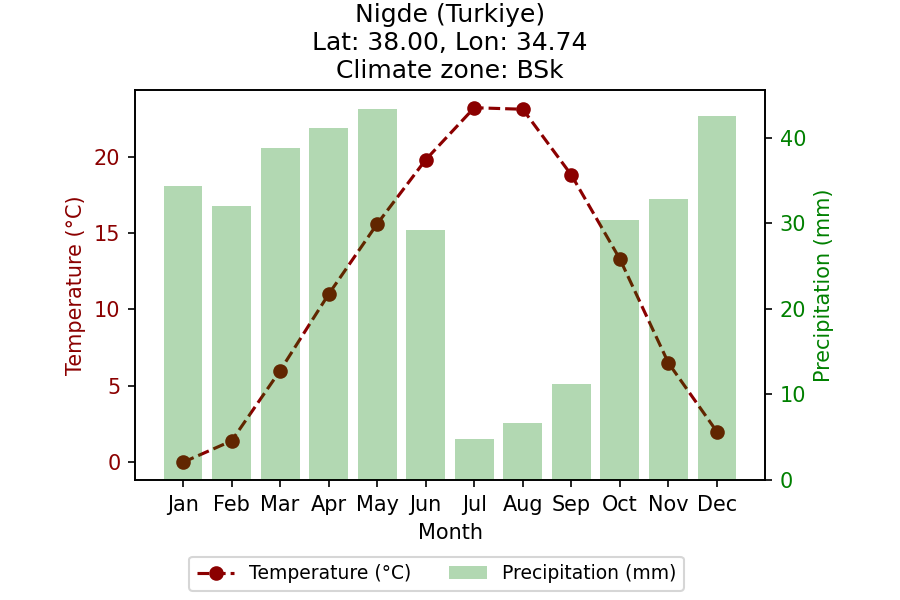 Nigde (Turkiye)
Lat: 38.00, Lon: 34.74
Climate zone: BSk
Temperature (°C)
20
15
10
5
0
40
30
20
10
0
Precipitation (mm)
Jan Feb Mar Apr May Jun Jul Aug Sep Oct Nov Dec
Month
Temperature (°C) Precipitation (mm)